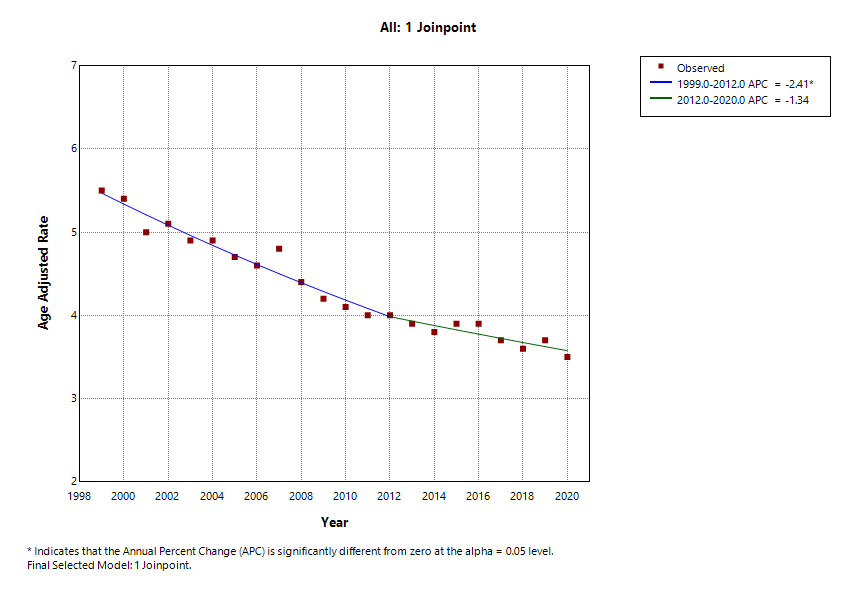 All: 1 Joinpoint
Observed
1999.0-2012.0 APC = -2.41*
2012.0-2020.0 APC = -1.34
Age Adjusted Rate
7
6
5
4
3
2
1998 2000 2002 2004 2006 2008 2010 2012 2014 2016 2018 2020
Year
* Indicates that the Annual Percent Change (APC) is significantly different from zero at the alpha = 0.05 level.
Final Selected Model: 1 Joinpoint.